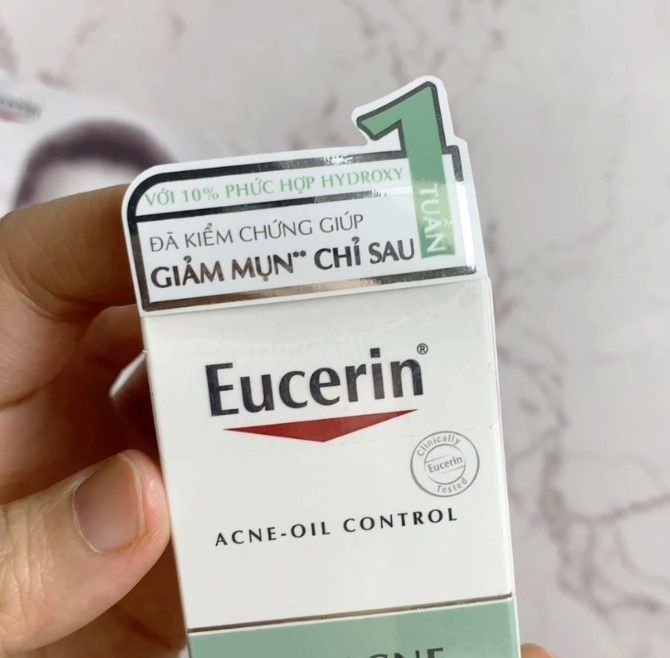 Eucerin
VỚI 10% PHỨC HỢP HYDROXY
ĐÃ KIỂM CHỨNG GIÚP
GIẢM MỤN** CHỈ SAU
1
TUẦN
Eucerin®
Clinically
Eucerin
Tested
ACNE-OIL CONTROL